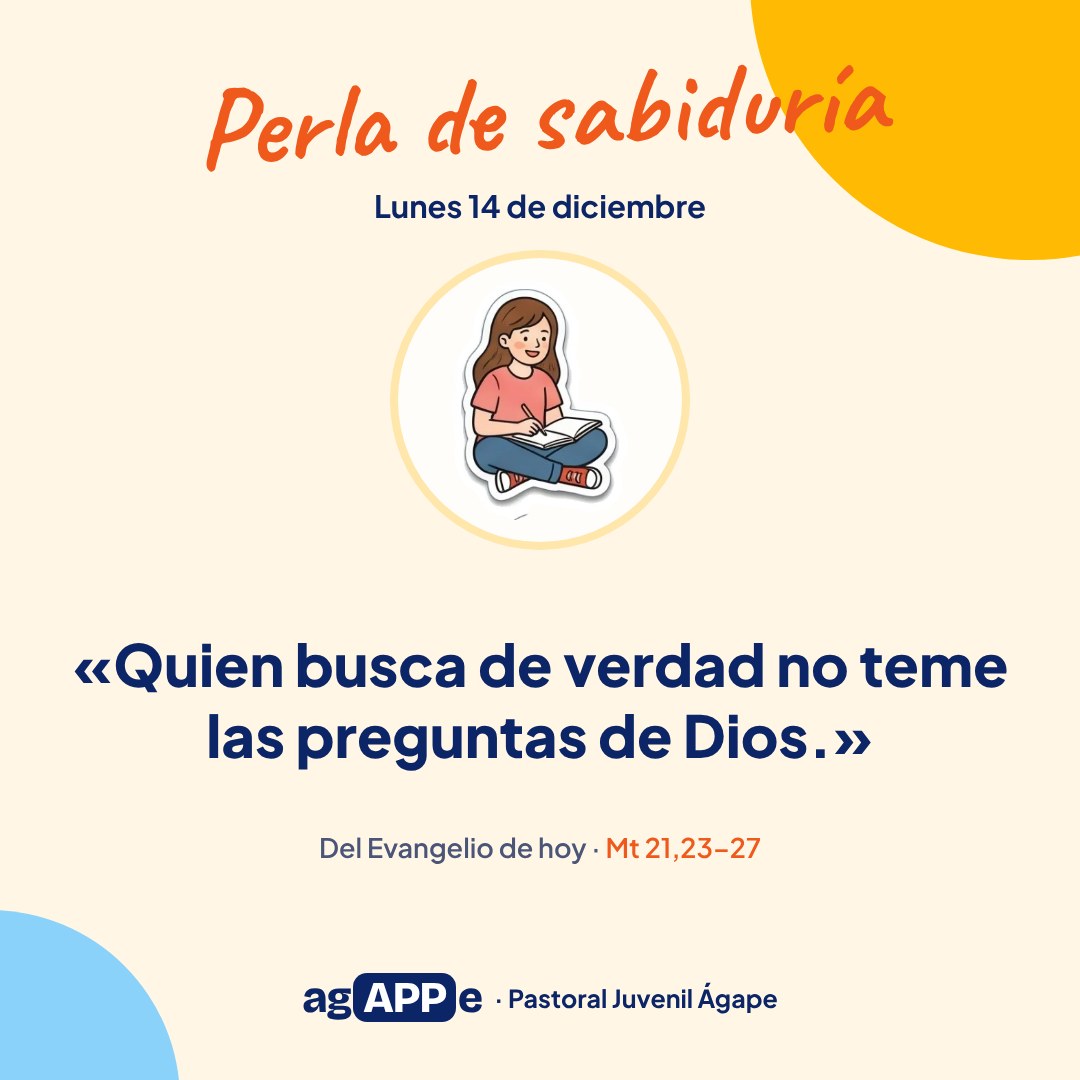 Perla de sabiduría
Lunes 14 de diciembre
«Quien busca de verdad no teme
las preguntas de Dios.»
Del Evangelio de hoy · Mt 21,23–27
agAPPe · Pastoral Juvenil Ágape